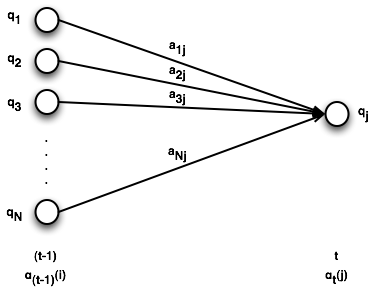 q1
a1j
q2
a2j
q3
a3j
qj
aNj
qN
(t-1)
t
α(t-1)(i)
αt(j)